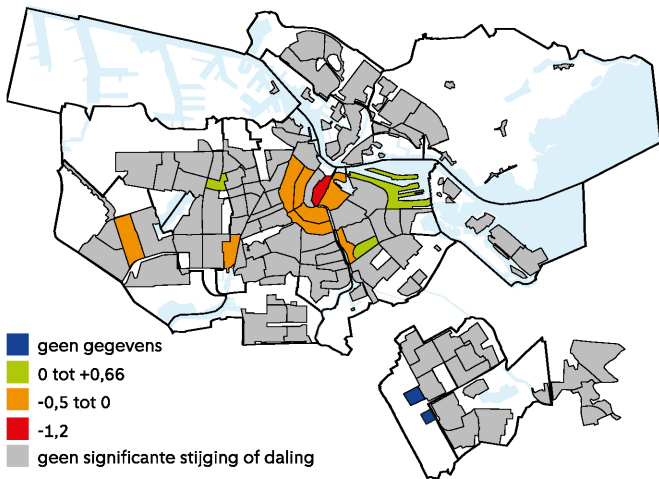 geen gegevens
0 tot +0,66
-0,5 tot 0
-1,2
geen significante stijging of daling